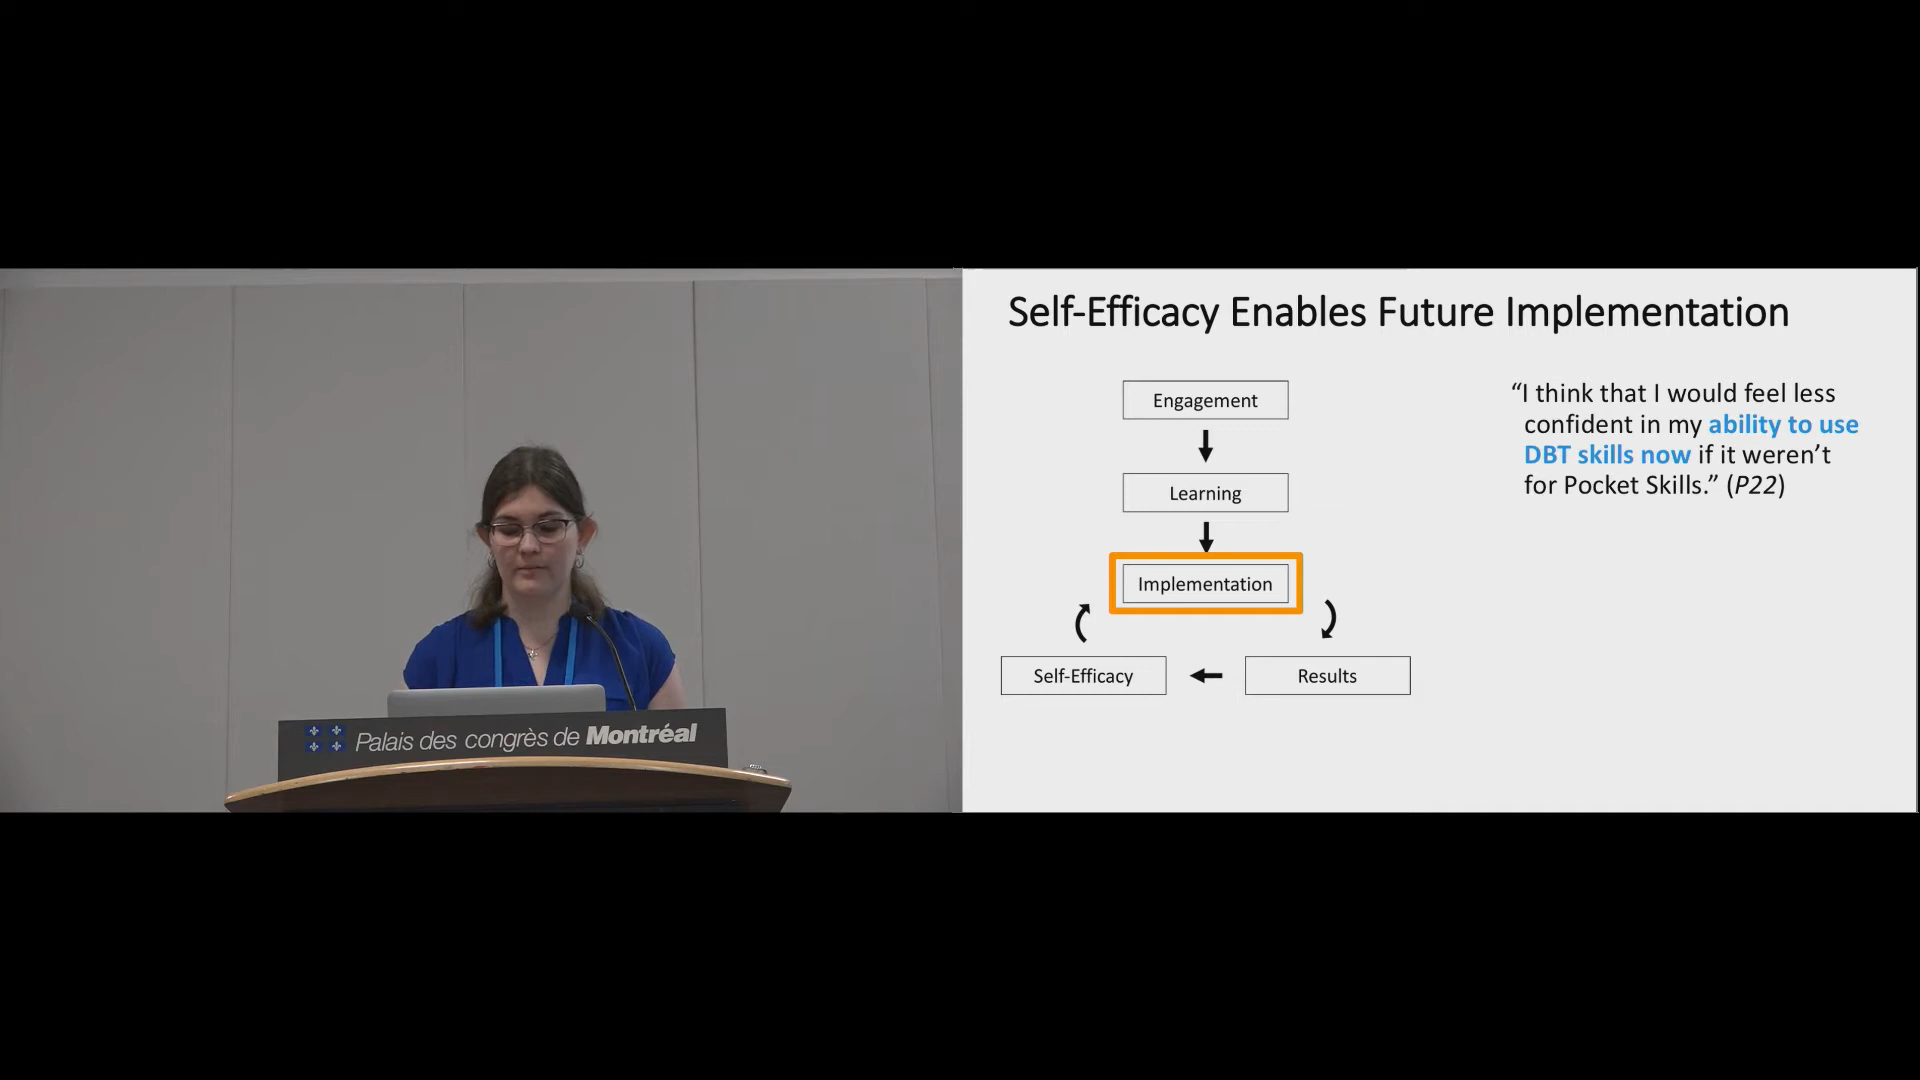 Self-Efficacy Enables Future Implementation
Engagement
Learning
Implementation
Self-Efficacy
Results
“I think that I would feel less
confident in my ability to use
DBT skills now if it weren’t
for Pocket Skills.” (P22)
Palais des congrès de Montréal